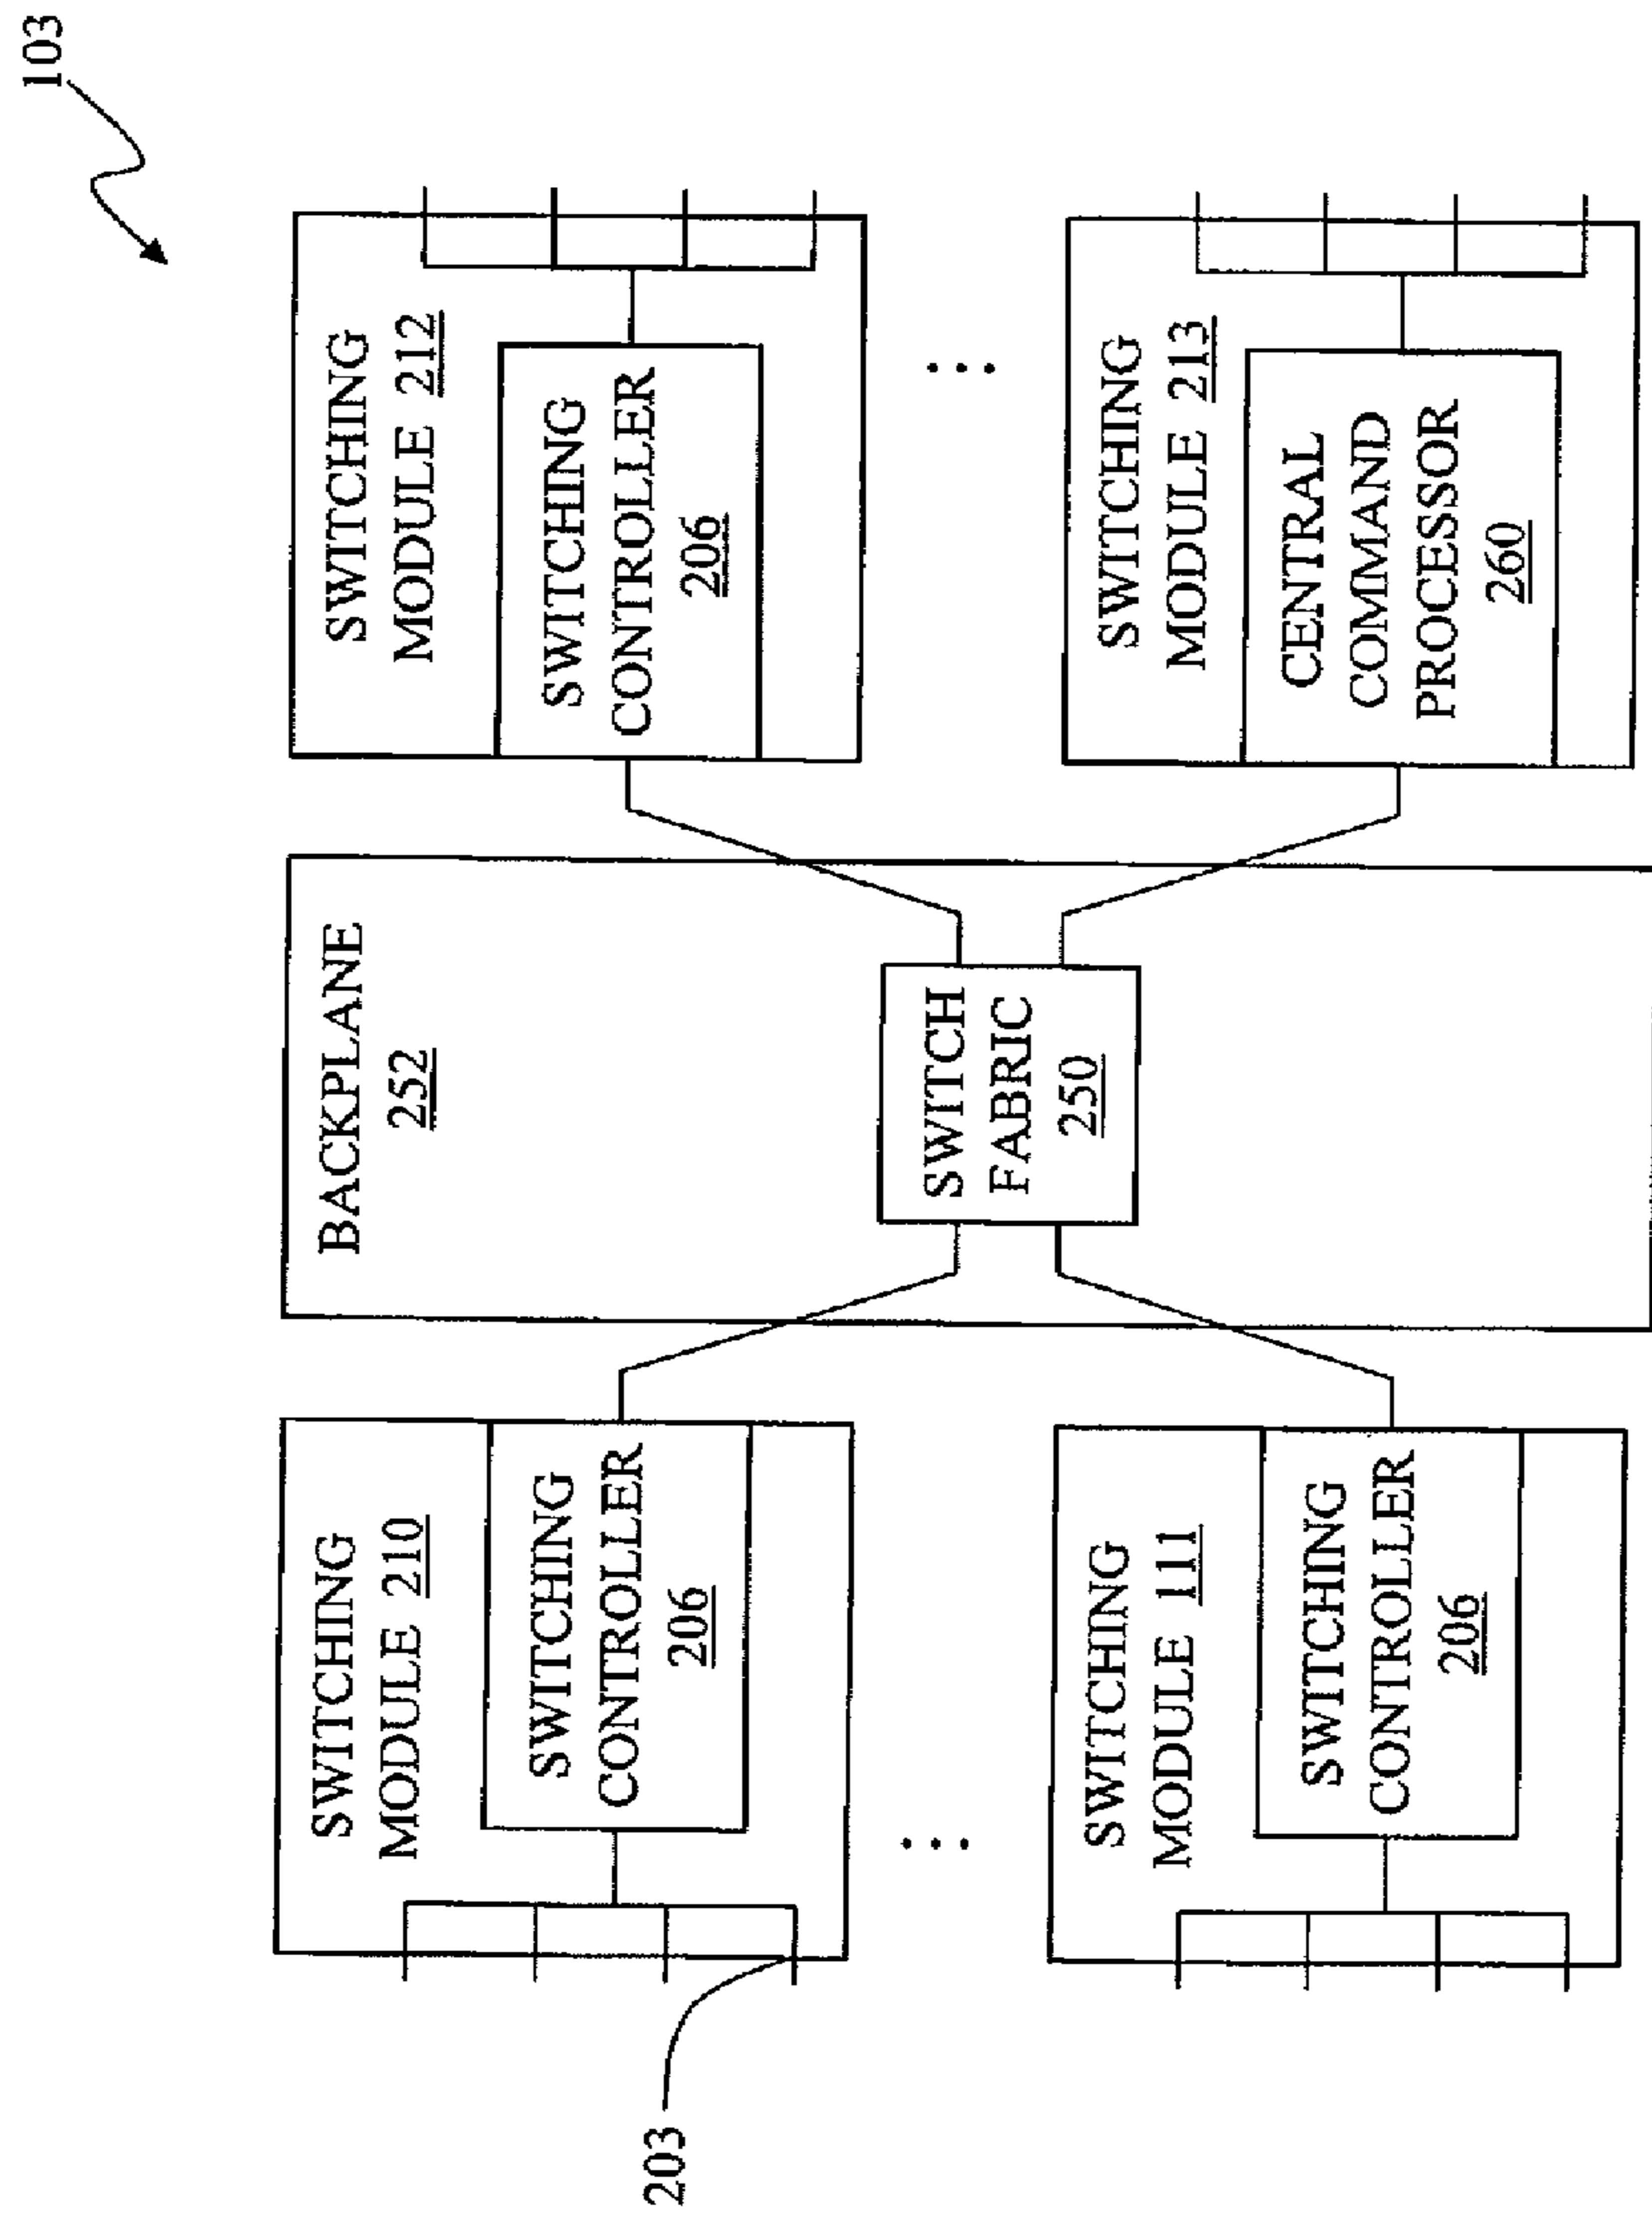 103
SWITCHING
MODULE 210
SWITCHING
CONTROLLER
206
BACKPLANE
252
SWITCHING
MODULE 212
SWITCHING
CONTROLLER
206
SWITCH
FABRIC
250
203
SWITCHING
MODULE 111
SWITCHING
CONTROLLER
206
SWITCHING
MODULE 213
CENTRAL
COMMAND
PROCESSOR
260